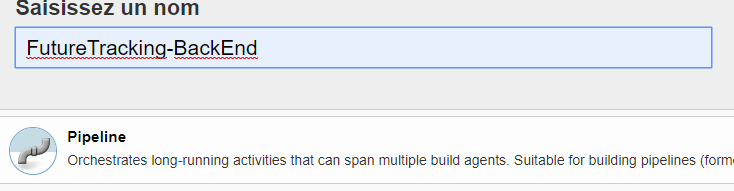 Saisissez un nom
FutureTracking-BackEnd
Pipeline
Orchestrates long-running activities that can span multiple build agents. Suitable for building pipelines (form